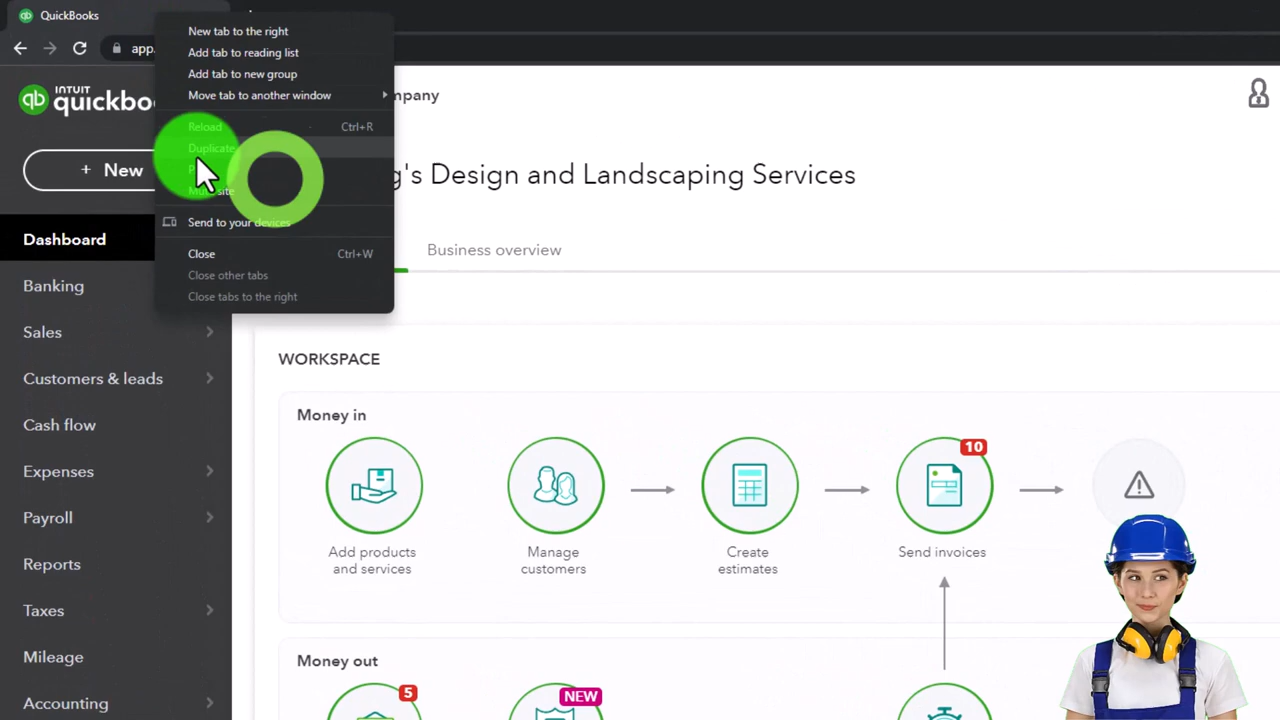 QuickBooks
app.
New tab to the right
Add tab to reading list
Add tab to new group
Move tab to another window
Reload Ctrl+R
Duplicate
Mute site
Send to your devices
Close Ctrl+W
Close other tabs
Close tabs to the right
INTUIT
quickbo
mpany
+ New
g's Design and Landscaping Services
Dashboard
Banking
Sales
Customers & leads
Cash flow
Expenses
Payroll
Reports
Taxes
Mileage
Accounting
Business overview
WORKSPACE
Money in
10
Add products
and services
Manage
customers
Create
estimates
Send invoices
Money out
5
NEW